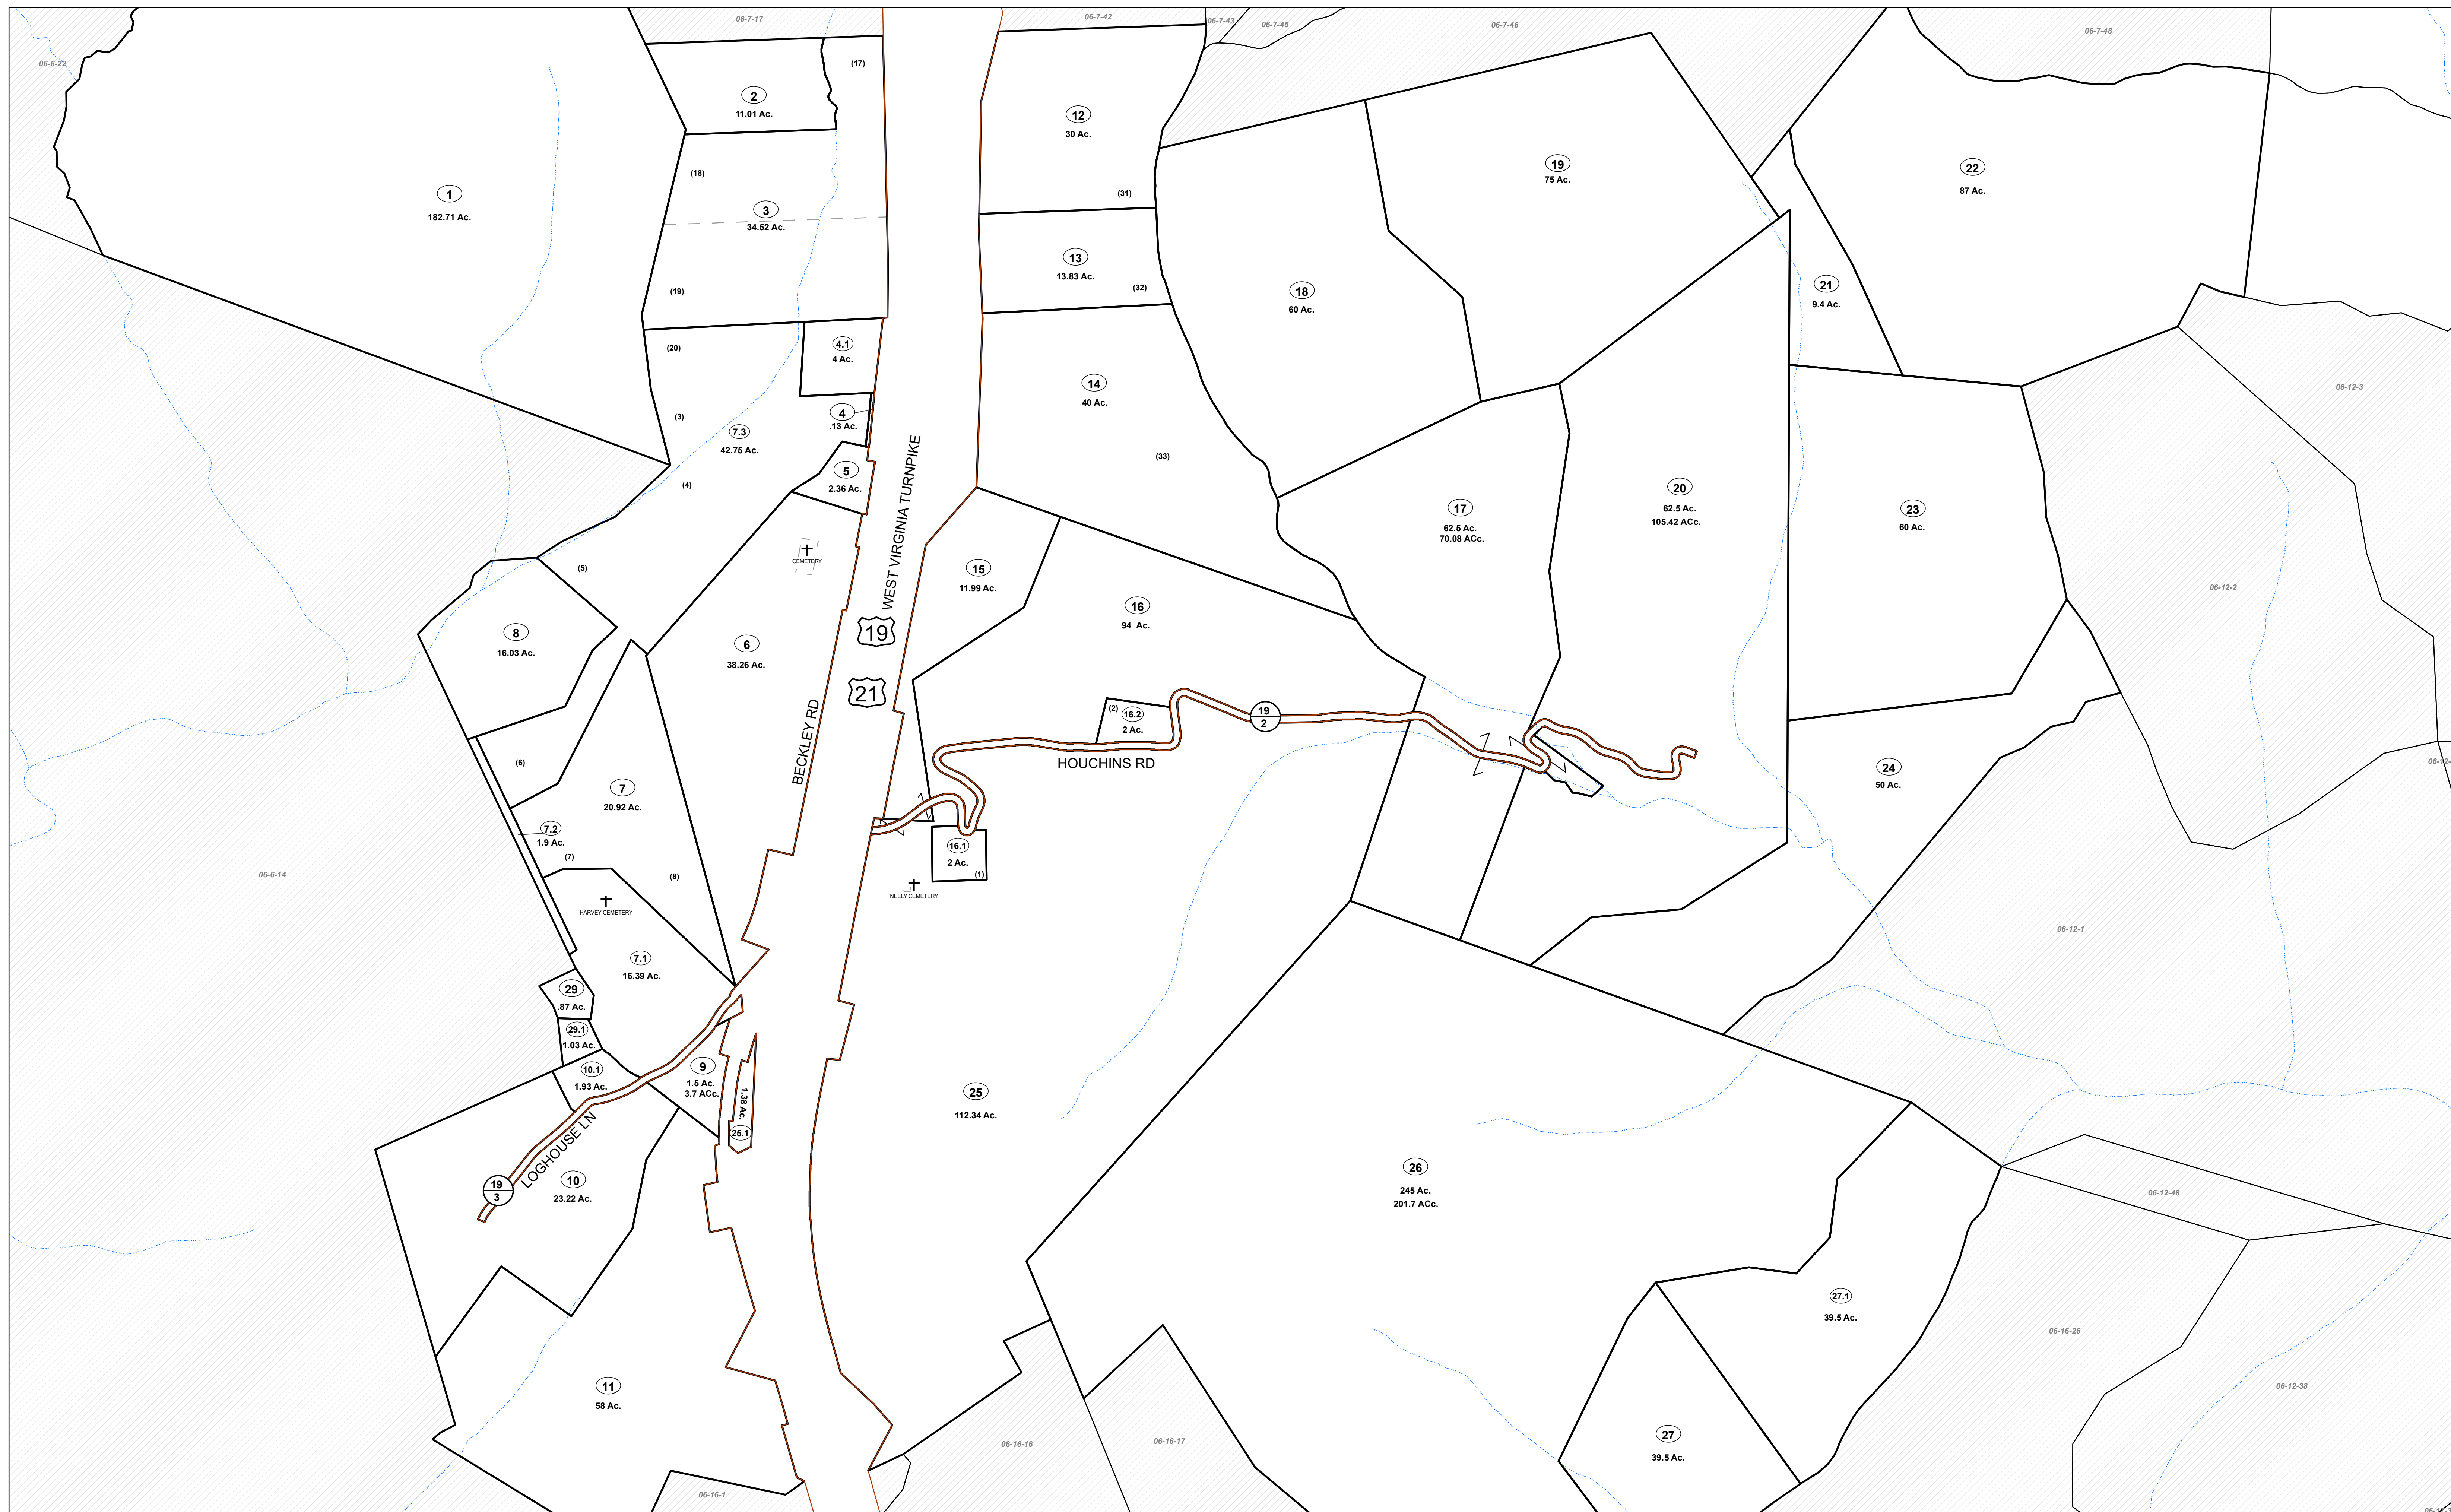 06-7-17
06-7-42
06-7-43
06-7-45
06-7-46
06-7-48
06-6-22
(17)
2
11.01 Ac.
12
30 Ac.
19
75 Ac.
22
87 Ac.
1
182.71 Ac.
(18)
3
34.52 Ac.
(31)
13
13.83 Ac.
(32)
18
60 Ac.
21
9.4 Ac.
(19)
(20)
4.1
4 Ac.
14
40 Ac.
06-12-3
(3)
4
.13 Ac.
7.3
42.75 Ac.
(33)
5
2.36 Ac.
(4)
20
62.5 Ac.
105.42 ACc.
17
62.5 Ac.
70.08 ACc.
23
60 Ac.
WEST VIRGINIA TURNPIKE
CEMETERY
(5)
15
11.99 Ac.
06-12-2
16
94 Ac.
8
16.03 Ac.
19
6
38.26 Ac.
21
(2)
16.2
2 Ac.
19
2
BECKLEY RD
HOUCHINS RD
(6)
24
50 Ac.
7
20.92 Ac.
7.2
1.9 Ac.
(7)
16.1
2 Ac.
(1)
06-6-14
(8)
NEELY CEMETERY
HARVEY CEMETERY
06-12-1
7.1
16.39 Ac.
29
.87 Ac.
29.1
1.03 Ac.
10.1
1.93 Ac.
9
1.5 Ac.
3.7 ACc.
1.38 Ac.
25.1
25
112.34 Ac.
LOGHOUSE LN
26
245 Ac.
201.7 ACc.
10
23.22 Ac.
19
3
06-12-48
27.1
39.5 Ac.
06-16-26
11
58 Ac.
06-12-38
27
39.5 Ac.
06-16-16
06-16-17
06-16-1